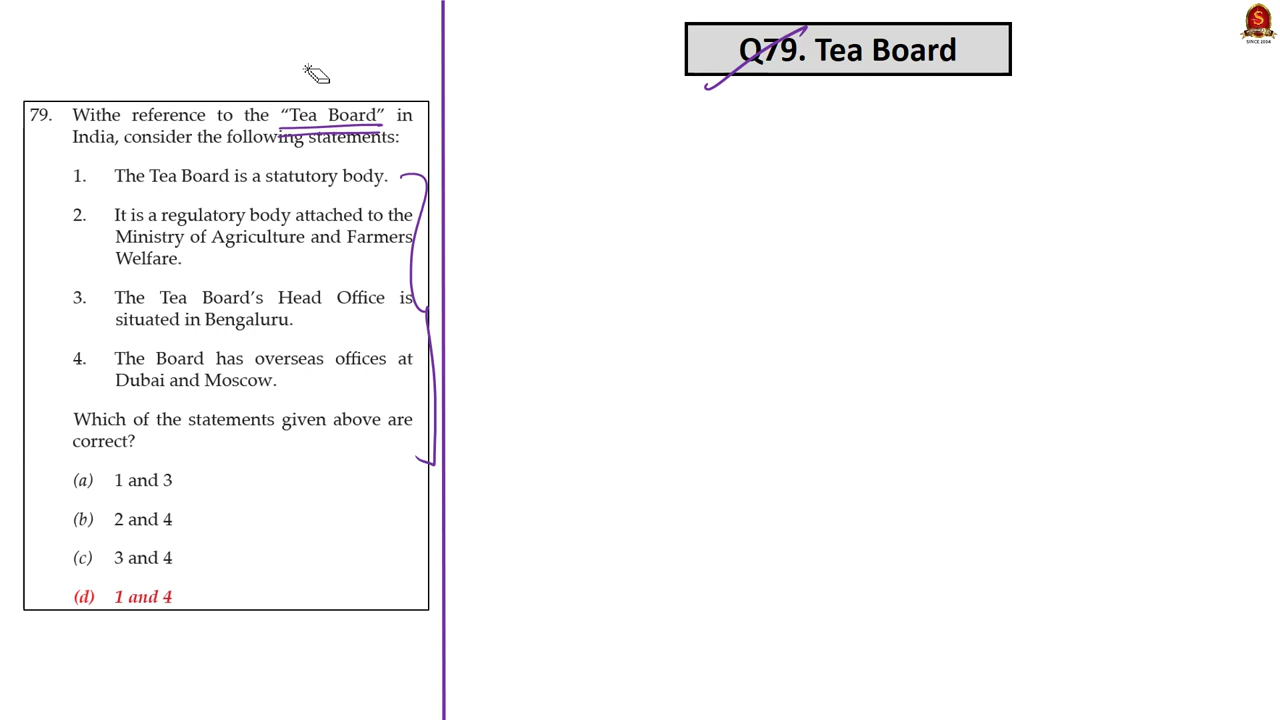 Q79. Tea Board
SINCE 2004
79. Withe reference to the “Tea Board” in
India, consider the following statements:
1. The Tea Board is a statutory body.
2. It is a regulatory body attached to the
Ministry of Agriculture and Farmers
Welfare.
3. The Tea Board’s Head Office is
situated in Bengaluru.
4. The Board has overseas offices at
Dubai and Moscow.
Which of the statements given above are
correct?
(a) 1 and 3
(b) 2 and 4
(c) 3 and 4
(d) 1 and 4